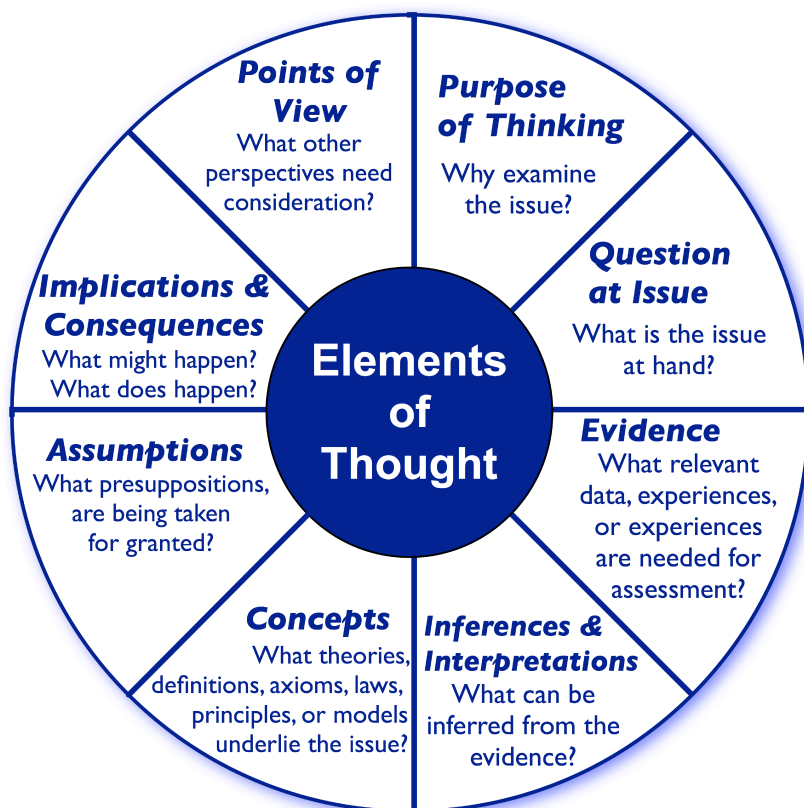 Elements
of
Thought
Purpose
of Thinking
Why examine
the issue?
Question
at Issue
What is the issue
at hand?
Evidence
What relevant
data, experiences,
or experiences
are needed for
assessment?
Inferences &
Interpretations
What can be
inferred from the
evidence?
Concepts
What theories,
definitions, axioms, laws,
principles, or models
underlie the issue?
Assumptions
What presuppositions,
are being taken
for granted?
Implications &
Consequences
What might happen?
What does happen?
Points of
View
What other
perspectives need
consideration?